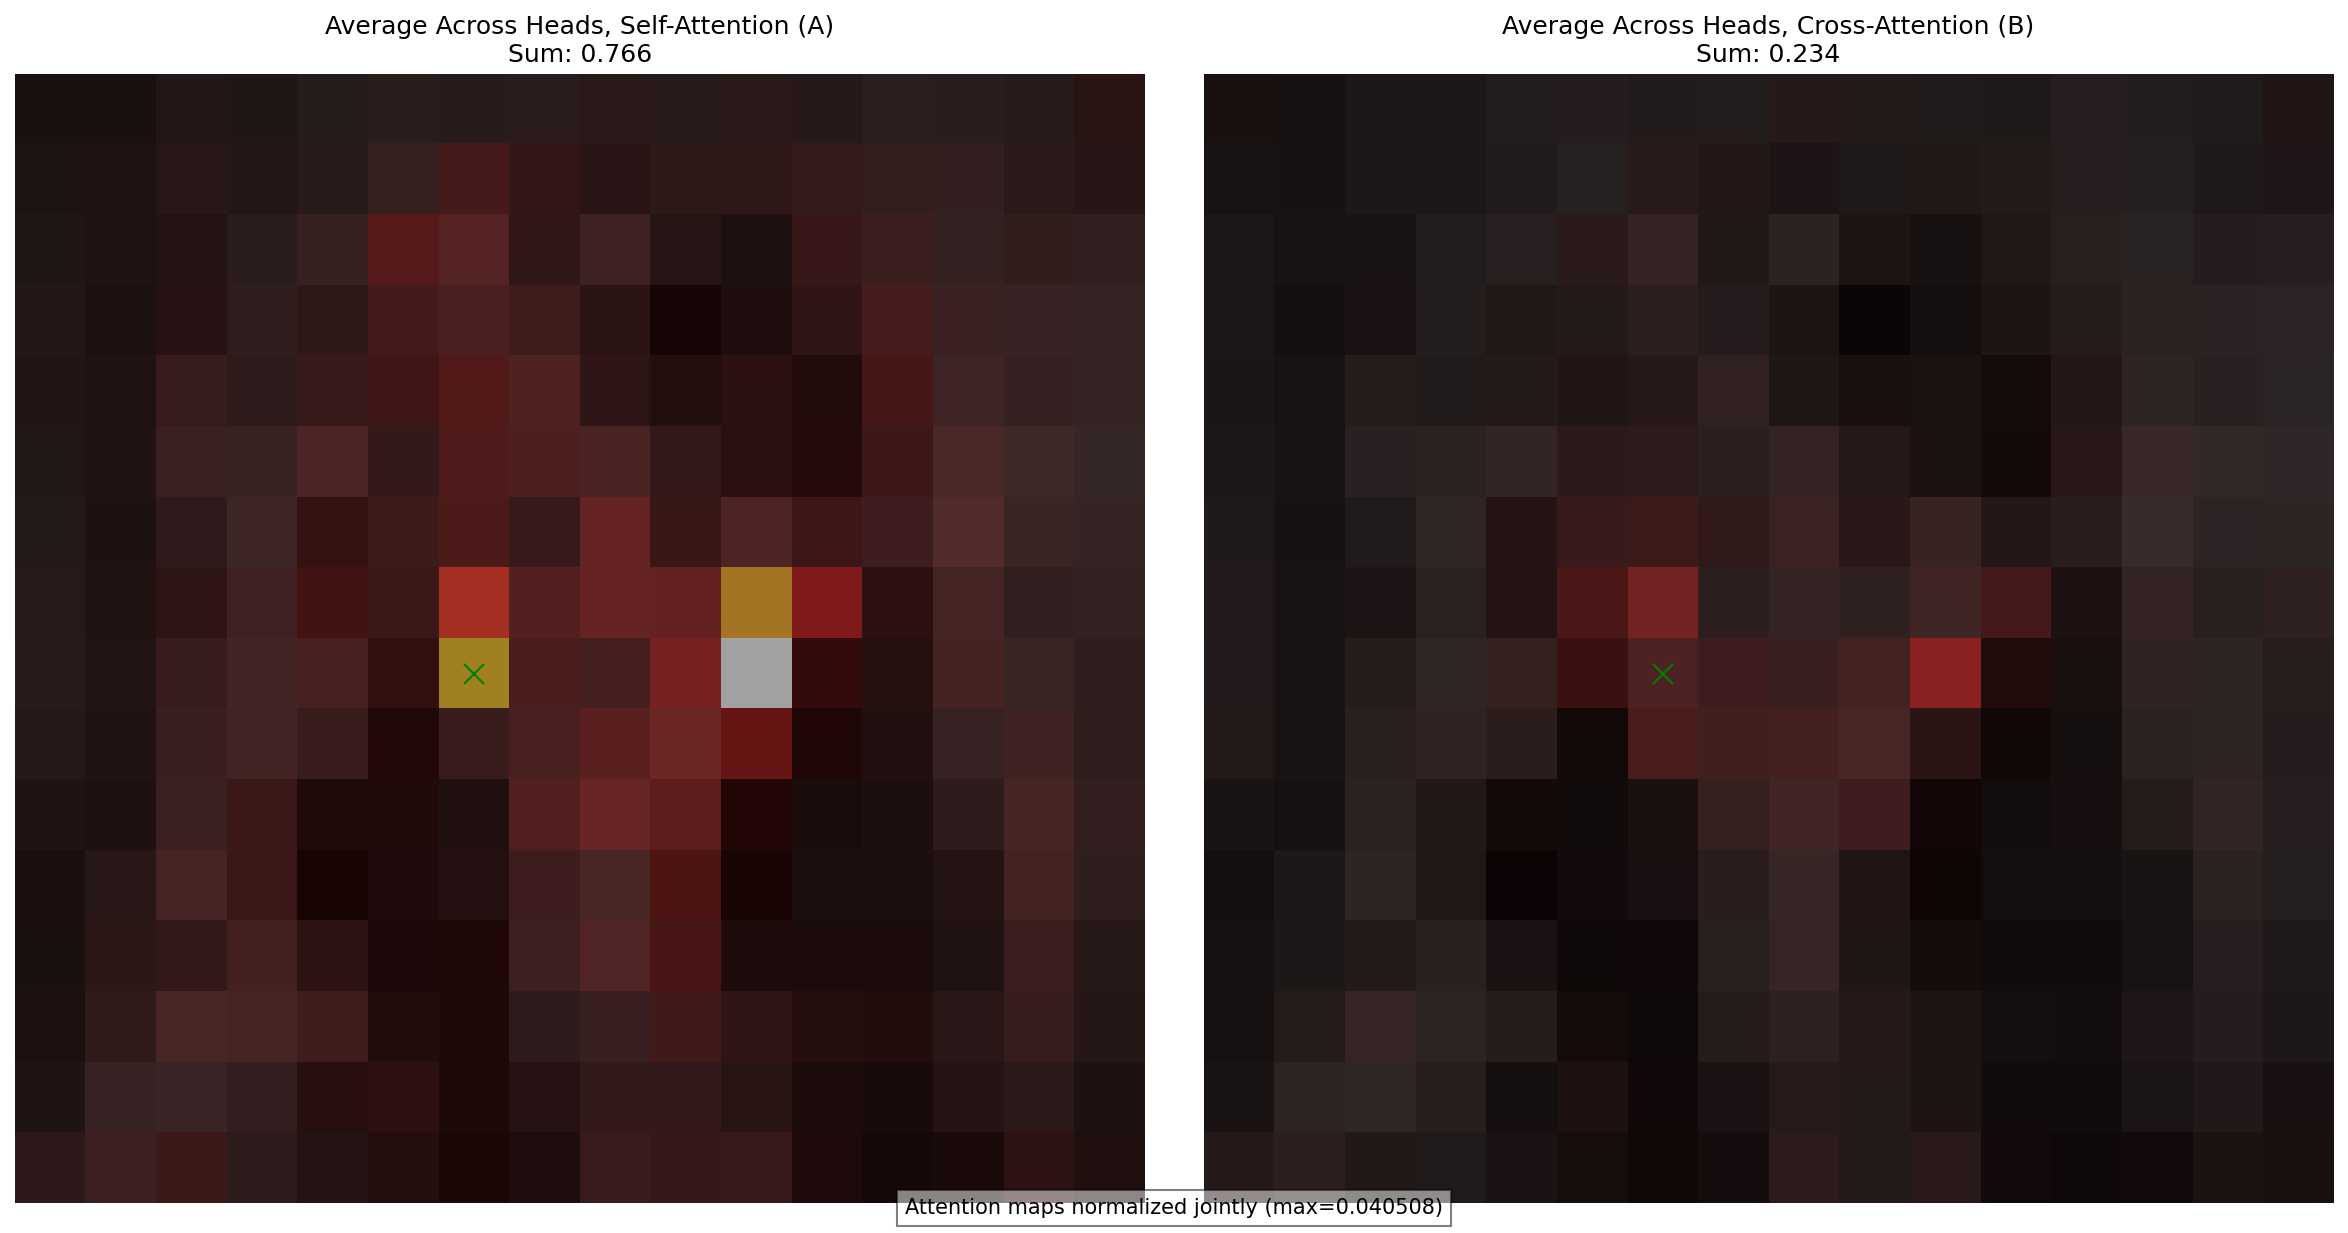 Average Across Heads, Self-Attention (A)
Sum: 0.766
Average Across Heads, Cross-Attention (B)
Sum: 0.234
Attention maps normalized jointly (max=0.040508)